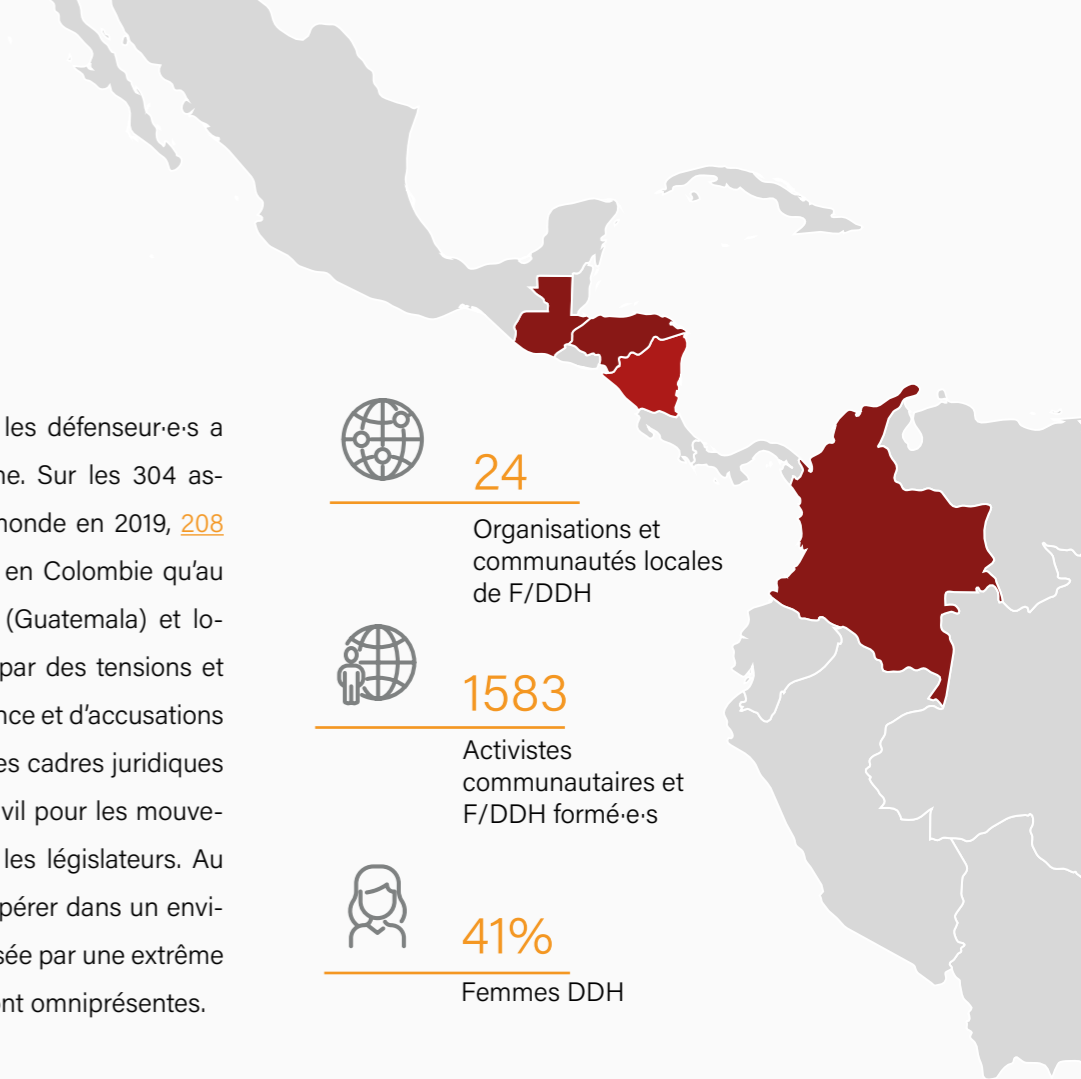 les défenseur·e·s a
ne. Sur les 304 as-
monde en 2019, 208
en Colombie qu'au
(Guatemala) et lo-
par des tensions et
nce et d'accusations
es cadres juridiques
vil pour les mouve-
les législateurs. Au
pérer dans un envi-
sée par une extrême
nt omniprésentes.
24
Organisations et
communautés locales
de F/DDH
1583
Activistes
communautaires et
F/DDH formé·e·s
41%
Femmes DDH